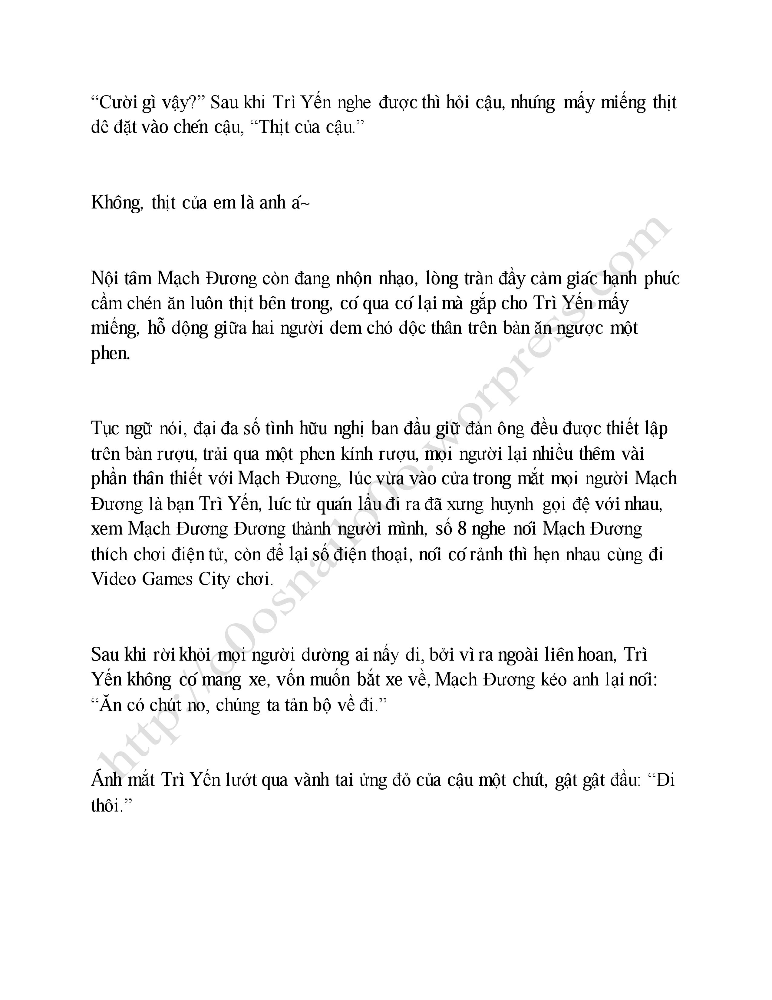 “Cười gì vậy?” Sau khi Trì Yến nghe được thì hỏi cậu, nhúng mấy miếng thịt
dê đặt vào chén cậu, “Thịt của cậu.”
Không, thịt của em là anh á~
Nội tâm Mạch Đương còn đang nhộn nhạo, lòng tràn đầy cảm giác hạnh phúc
cầm chén ăn luôn thịt bên trong, có qua có lại mà gắp cho Trì Yến mấy
miếng, hỗ động giữa hai người đem chó độc thân trên bàn ăn ngược một
phen.
Tục ngữ nói, đại đa số tình hữu nghị ban đầu giữ đàn ông đều được thiết lập
trên bàn rượu, trải qua một phen kính rượu, mọi người lại nhiều thêm vài
phần thân thiết với Mạch Đương, lúc vừa vào cửa trong mắt mọi người Mạch
Đương là bạn Trì Yến, lúc từ quán lẩu đi ra đã xưng huynh gọi đệ với nhau,
xem Mạch Đương Đương thành người mình, số 8 nghe nói Mạch Đương
thích chơi điện tử, còn để lại số điện thoại, nói có rảnh thì hẹn nhau cùng đi
Video Games City chơi.
Sau khi rời khỏi mọi người đường ai nấy đi, bởi vì ra ngoài liên hoan, Trì
Yến không có mang xe, vốn muốn bắt xe về, Mạch Đương kéo anh lại nói:
“Ăn có chút no, chúng ta tản bộ về đi.”
Ánh mắt Trì Yến lướt qua vành tai ửng đỏ của cậu một chút, gật gật đầu: “Đi
thôi.”
http://o0osnailo0o.worpress.com